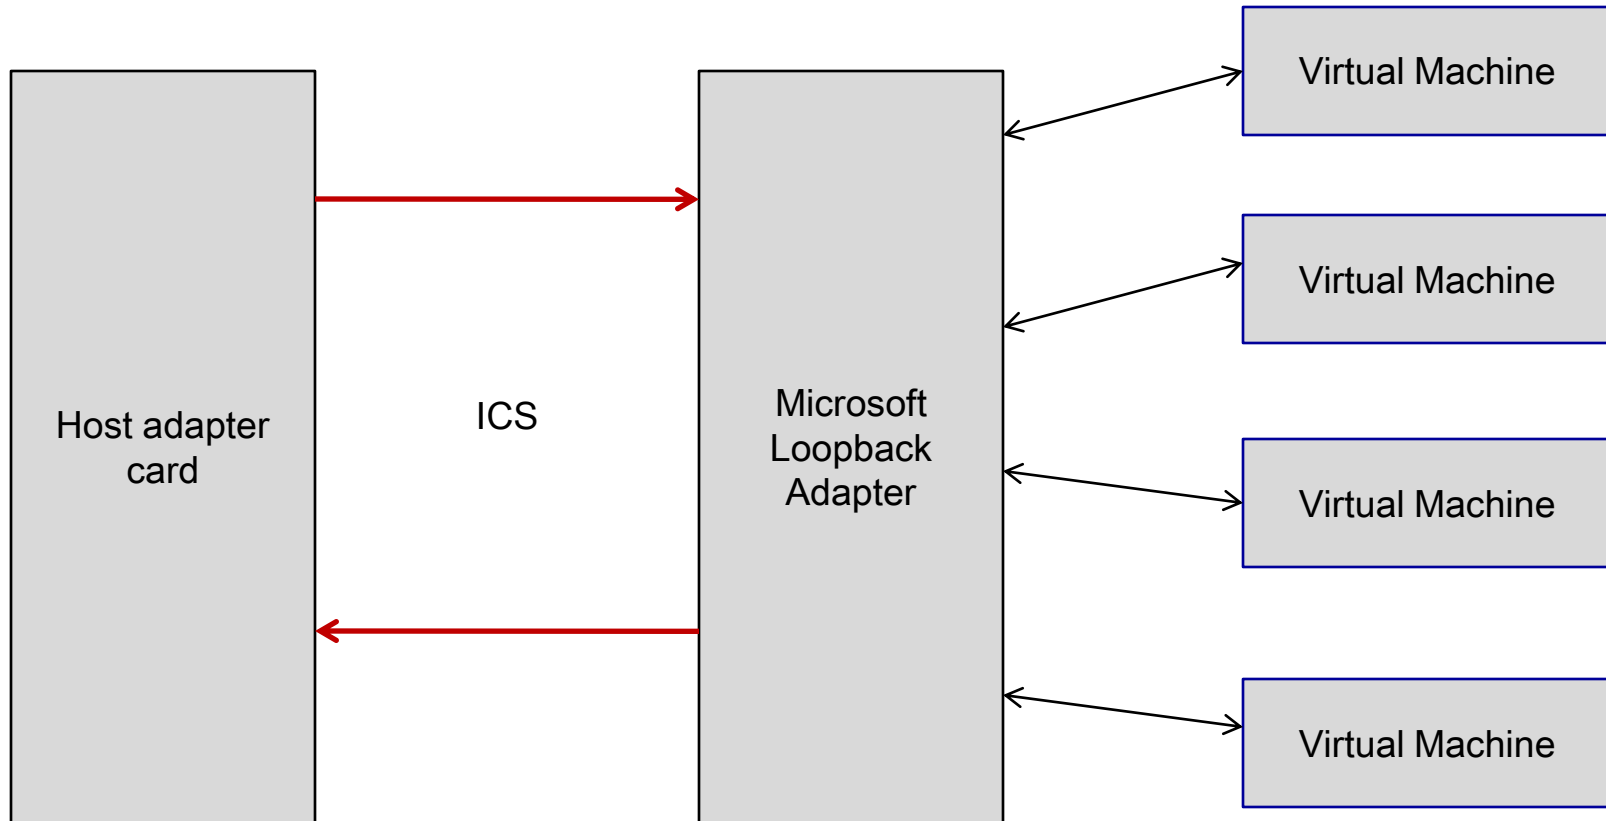 Host adapter
card
ICS
Microsoft
Loopback
Adapter
Virtual Machine
Virtual Machine
Virtual Machine
Virtual Machine